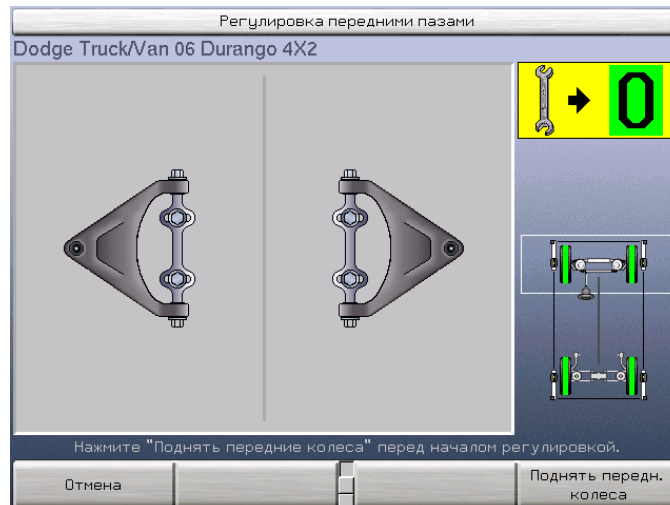 Регулировка передними пазами
Dodge Truck/Van 06 Durango 4X2
0
Нажмите "Поднять передние колеса" перед началом регулировкой.
Отмена
Поднять передн.
колеса